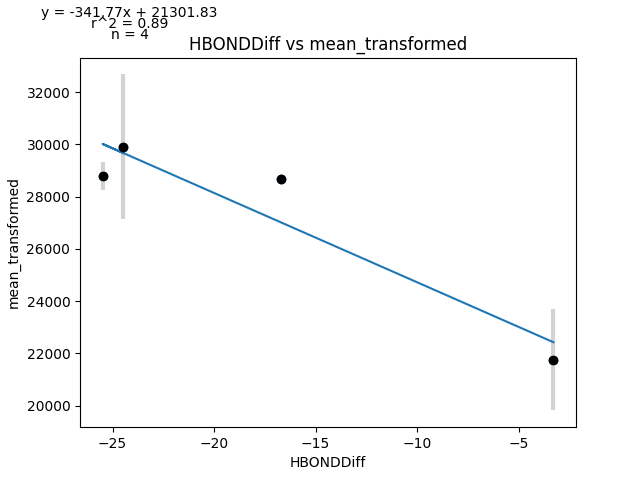 y = -341.77x + 21301.83
r^2 = 0.89
n = 4
HBONDDiff vs mean_transformed
mean_transformed
32000
30000
28000
26000
24000
22000
20000
−25
−20
−15
−10
−5
HBONDDiff